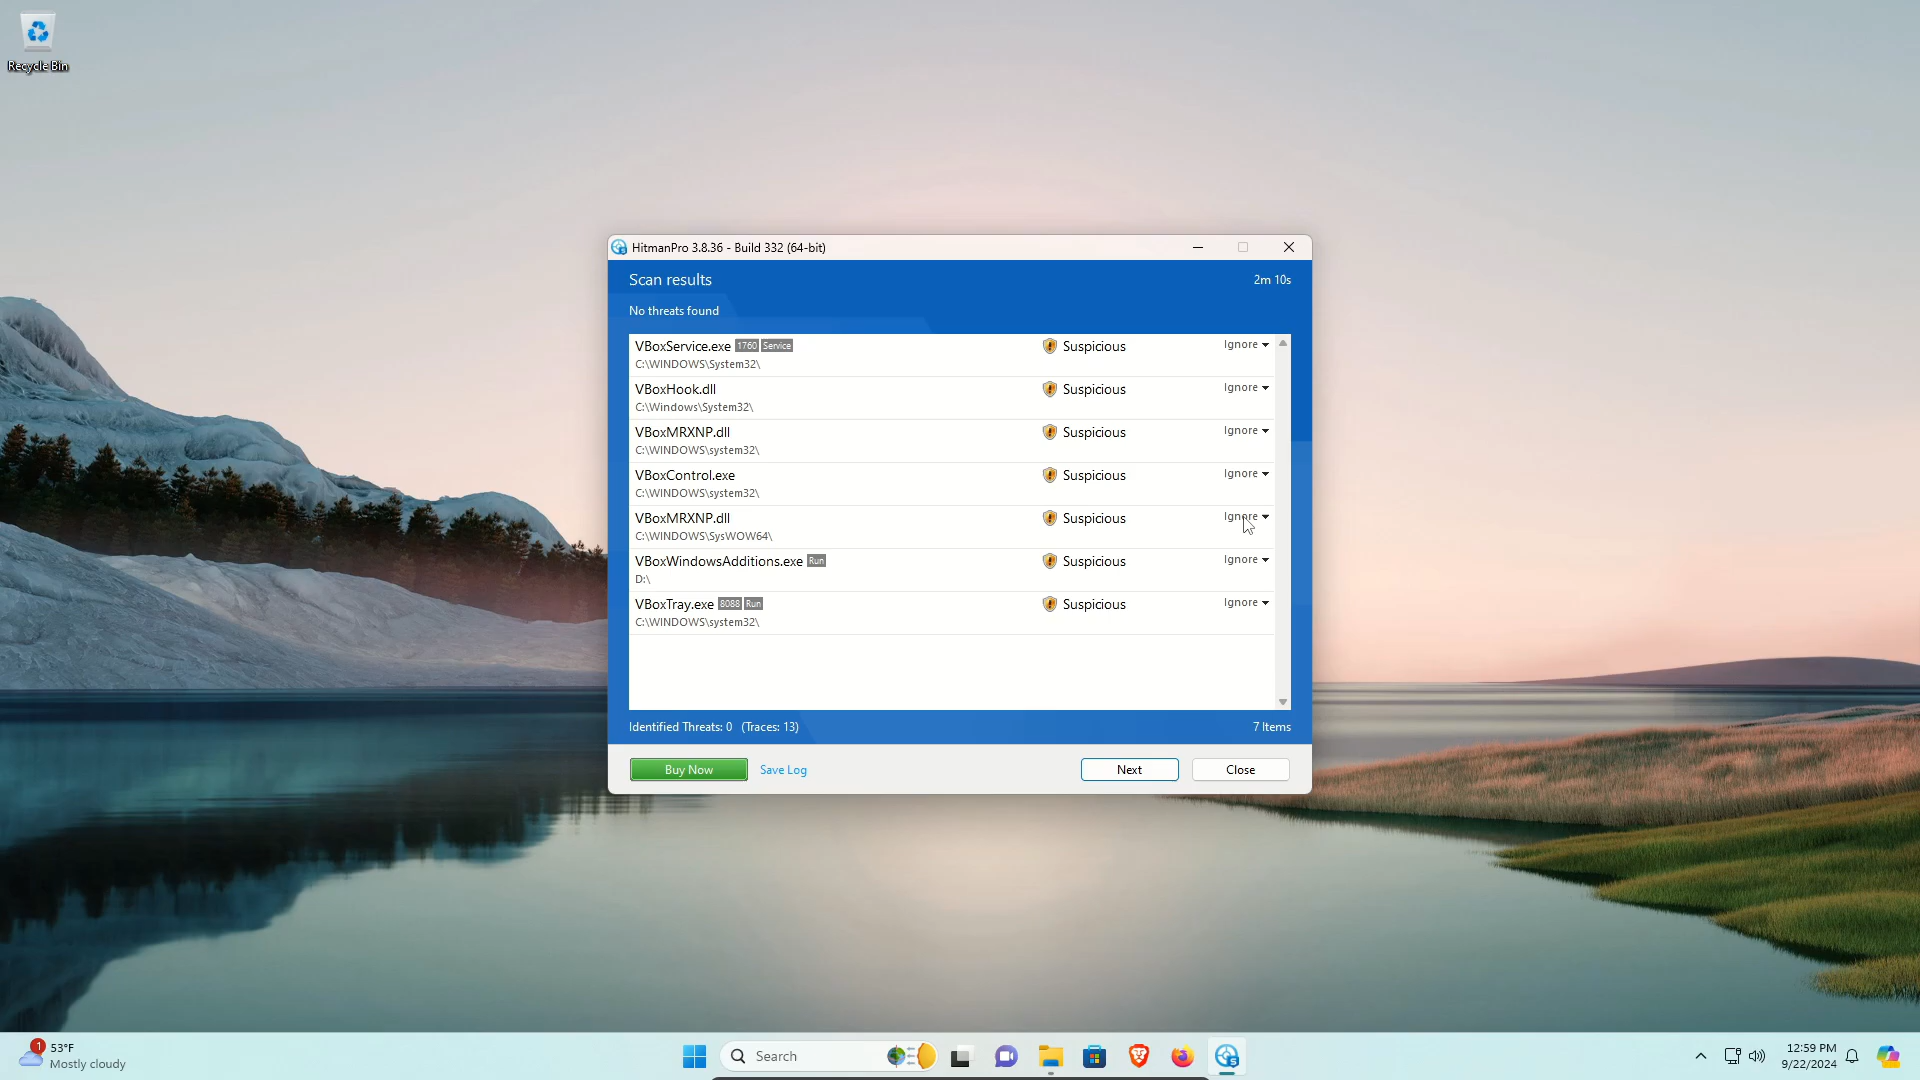 Recycle Bin
HitmanPro 3.8.36 - Build 332 (64-bit)
Scan results
2m 10s
No threats found
VBoxService.exe 1760 Service
Suspicious
Ignore
C:\WINDOWS\System32\
VBoxHook.dll
Suspicious
Ignore
C:\Windows\System32\
VBoxMRXNP.dll
Suspicious
Ignore
C:\WINDOWS\system32\
VBoxControl.exe
Suspicious
Ignore
C:\WINDOWS\system32\
VBoxMRXNP.dll
Suspicious
Ignore
C:\WINDOWS\SysWOW64\
VBoxWindowsAdditions.exe Run
Suspicious
Ignore
D:\
VBoxTray.exe 8088 Run
Suspicious
Ignore
C:\WINDOWS\system32\
Identified Threats: 0 (Traces: 13)
7 Items
Buy Now
Save Log
Next
Close
1
53°F
Mostly cloudy
Search
12:59 PM
9/22/2024